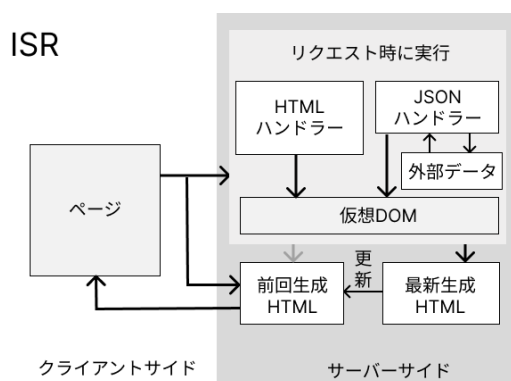 ISR
リクエスト時に実行
HTML
ハンドラー
JSON
ハンドラー
外部データ
ページ
仮想DOM
更
新
前回生成
HTML
最新生成
HTML
クライアントサイド
サーバーサイド